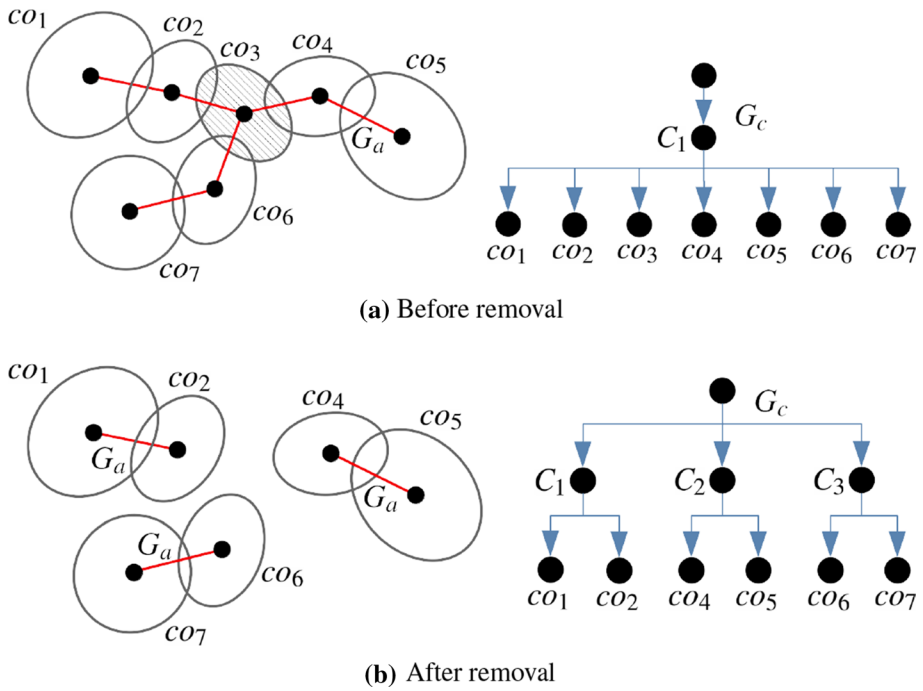 co₁
co₂
co₃
co₄
co₅
Gₐ
co₆
co₇
G꜀
C₁
co₁ co₂ co₃ co₄ co₅ co₆ co₇
(a) Before removal
co₁
co₂
Gₐ
co₄
co₅
Gₐ
Gₐ
co₆
co₇
G꜀
C₁ C₂ C₃
co₁ co₂ co₄ co₅ co₆ co₇
(b) After removal